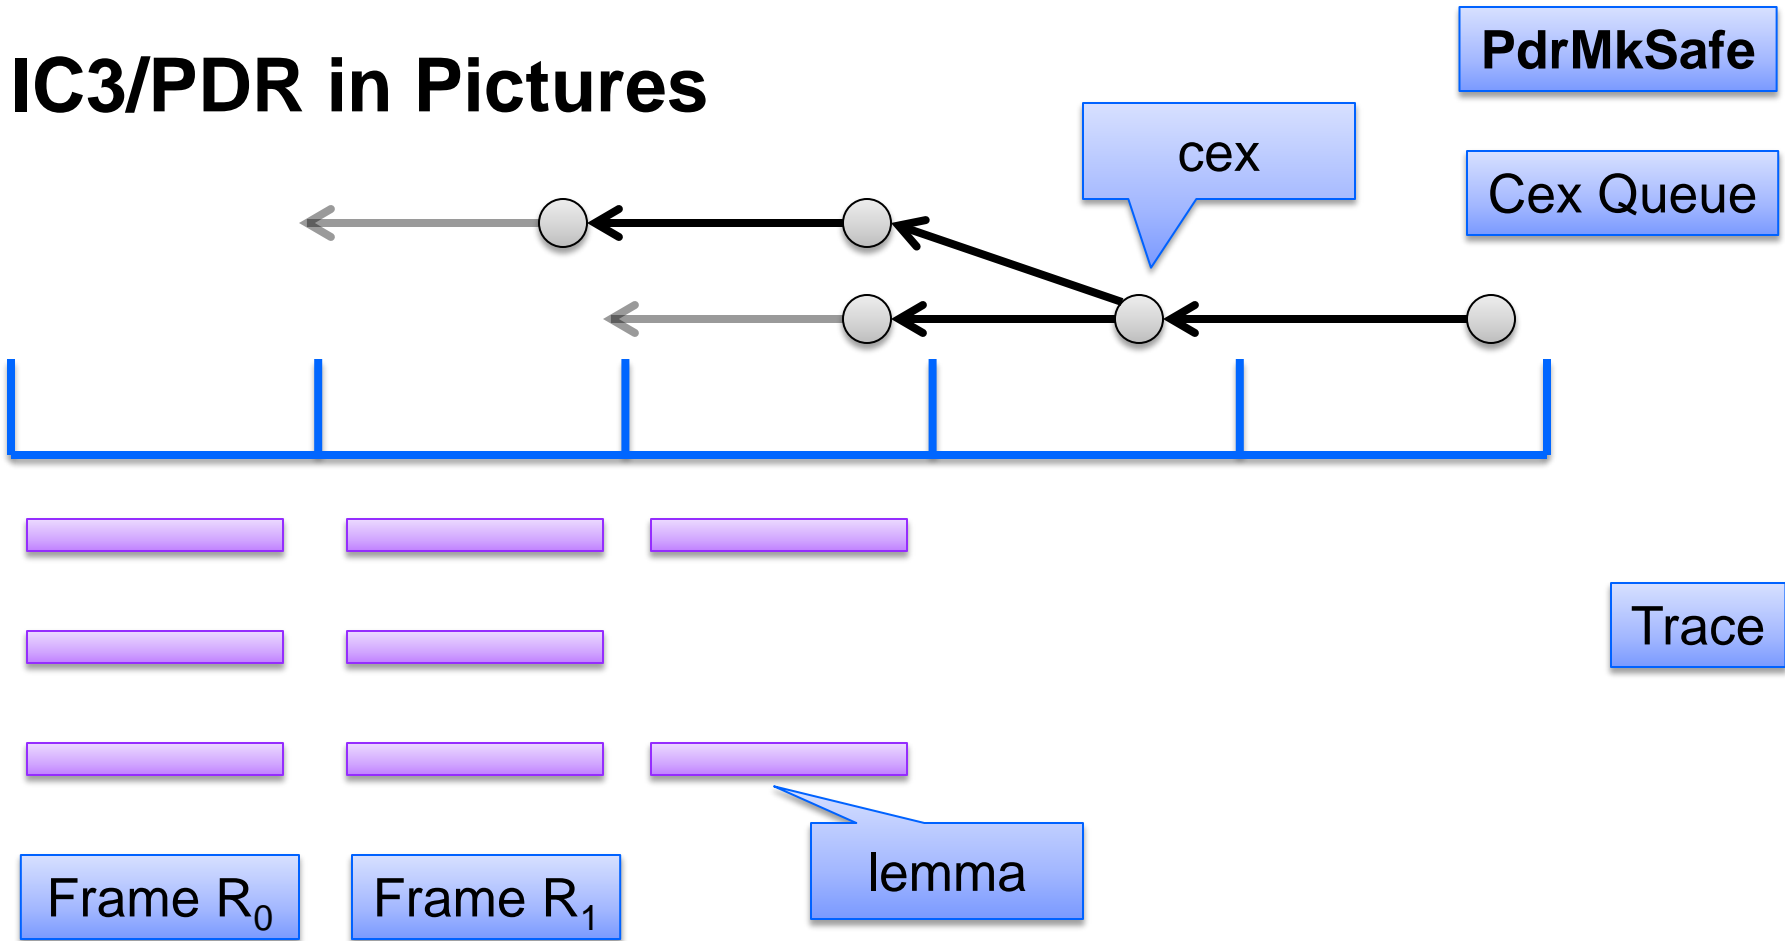 IC3/PDR in Pictures
PdrMkSafe
cex
Cex Queue
Trace
lemma
Frame R₀
Frame R₁